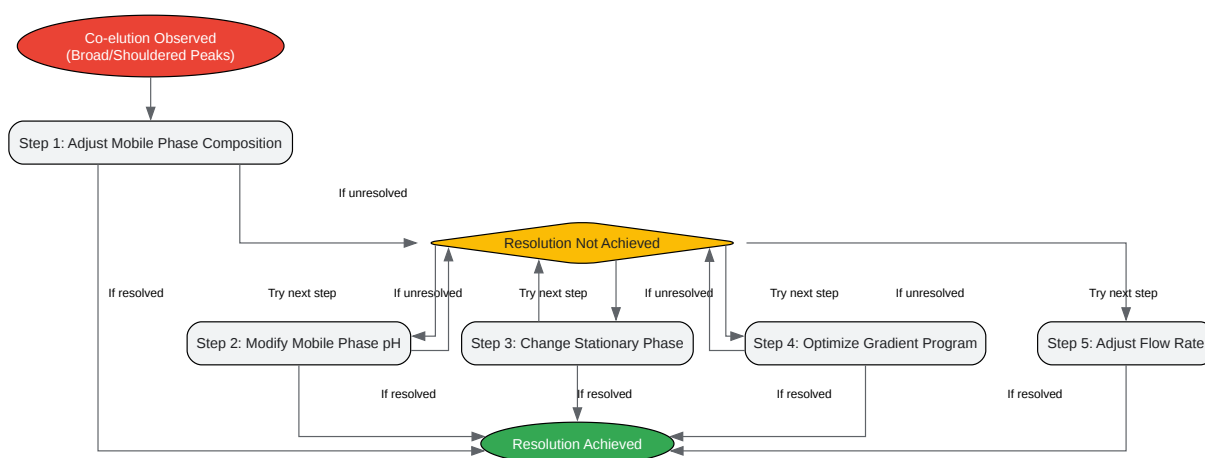 Co-elution Observed
(Broad/Shouldered Peaks)
Step 1: Adjust Mobile Phase Composition
If unresolved
Resolution Not Achieved
If resolved
Try next step
If unresolved
Try next step
If unresolved
Try next step
If unresolved
Try next step
Step 2: Modify Mobile Phase pH
Step 3: Change Stationary Phase
Step 4: Optimize Gradient Program
Step 5: Adjust Flow Rate
If resolved
If resolved
If resolved
If resolved
Resolution Achieved